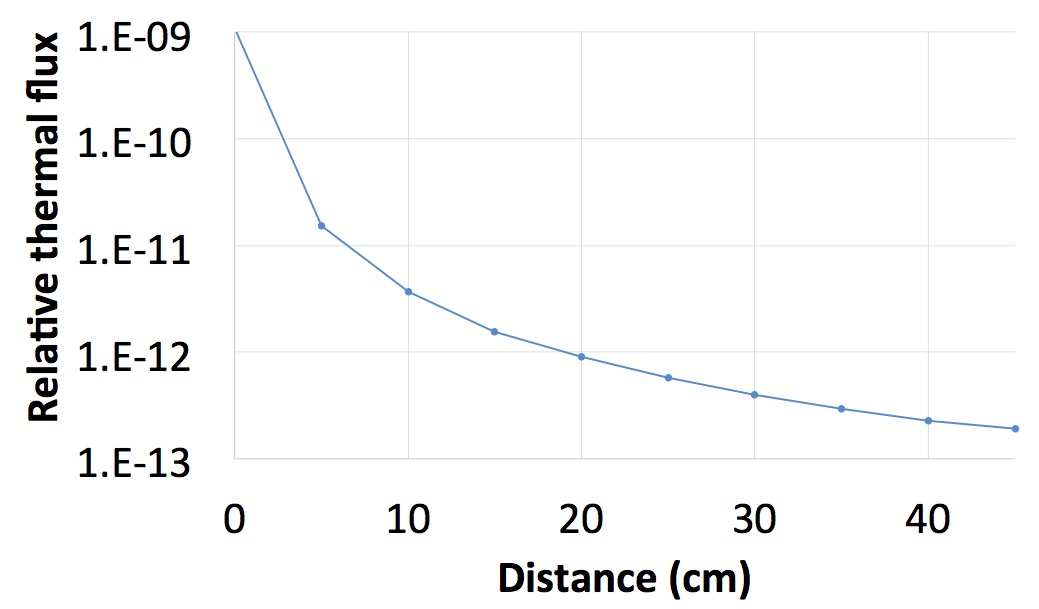 Relative thermal flux
1.E-09
1.E-10
1.E-11
1.E-12
1.E-13
0 10 20 30 40
Distance (cm)